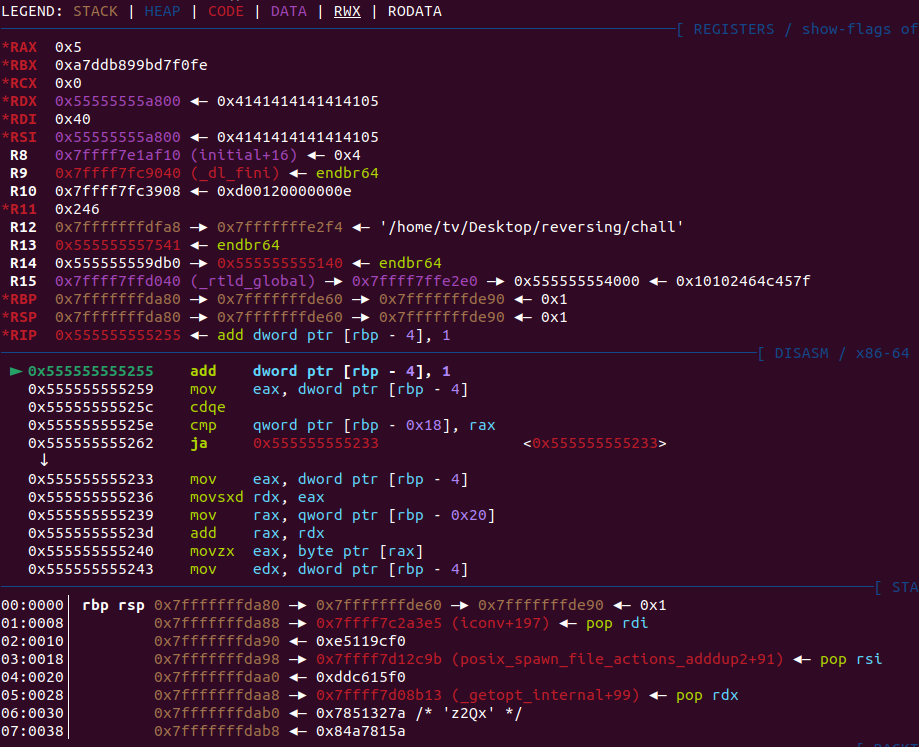 LEGEND: STACK | HEAP | CODE | DATA | RWX | RODATA
[ REGISTERS / show-flags of
*RAX 0x5
*RBX 0xa7ddb899bd7f0fe
*RCX 0x0
*RDX 0x55555555a800 ◂— 0x4141414141414105
*RDI 0x40
*RSI 0x55555555a800 ◂— 0x4141414141414105
R8 0x7ffff7e1af10 (initial+16) ◂— 0x4
R9 0x7ffff7fc9040 (_dl_fini) ◂— endbr64
R10 0x7ffff7fc3908 ◂— 0xd00120000000e
*R11 0x246
R12 0x7fffffffdfa8 —▸ 0x7fffffffe2f4 ◂— '/home/tv/Desktop/reversing/chall'
R13 0x555555557541 ◂— endbr64
R14 0x555555559db0 —▸ 0x555555555140 ◂— endbr64
R15 0x7ffff7ffd040 (_rtld_global) —▸ 0x7ffff7ffe2e0 —▸ 0x555555554000 ◂— 0x10102464c457f
*RBP 0x7fffffffda80 —▸ 0x7fffffffde60 —▸ 0x7fffffffde90 ◂— 0x1
*RSP 0x7fffffffda80 —▸ 0x7fffffffde60 —▸ 0x7fffffffde90 ◂— 0x1
*RIP 0x555555555255 ◂— add dword ptr [rbp - 4], 1
[ DISASM / x86-64
► 0x555555555255 add dword ptr [rbp - 4], 1
0x555555555259 mov eax, dword ptr [rbp - 4]
0x55555555525c cdqe
0x55555555525e cmp qword ptr [rbp - 0x18], rax
0x555555555262 ja 0x555555555233 <0x555555555233>
↓
0x555555555233 mov eax, dword ptr [rbp - 4]
0x555555555236 movsxd rdx, eax
0x555555555239 mov rax, qword ptr [rbp - 0x20]
0x55555555523d add rax, rdx
0x555555555240 movzx eax, byte ptr [rax]
0x555555555243 mov edx, dword ptr [rbp - 4]
[ STA
00:0000│ rbp rsp 0x7fffffffda80 —▸ 0x7fffffffde60 —▸ 0x7fffffffde90 ◂— 0x1
01:0008│ 0x7fffffffda88 —▸ 0x7ffff7c2a3e5 (iconv+197) ◂— pop rdi
02:0010│ 0x7fffffffda90 ◂— 0xe5119cf0
03:0018│ 0x7fffffffda98 —▸ 0x7ffff7d12c9b (posix_spawn_file_actions_adddup2+91) ◂— pop rsi
04:0020│ 0x7fffffffdaa0 ◂— 0xddc615f0
05:0028│ 0x7fffffffdaa8 —▸ 0x7ffff7d08b13 (_getopt_internal+99) ◂— pop rdx
06:0030│ 0x7fffffffdab0 ◂— 0x7851327a /* 'z2Qx' */
07:0038│ 0x7fffffffdab8 ◂— 0x84a7815a